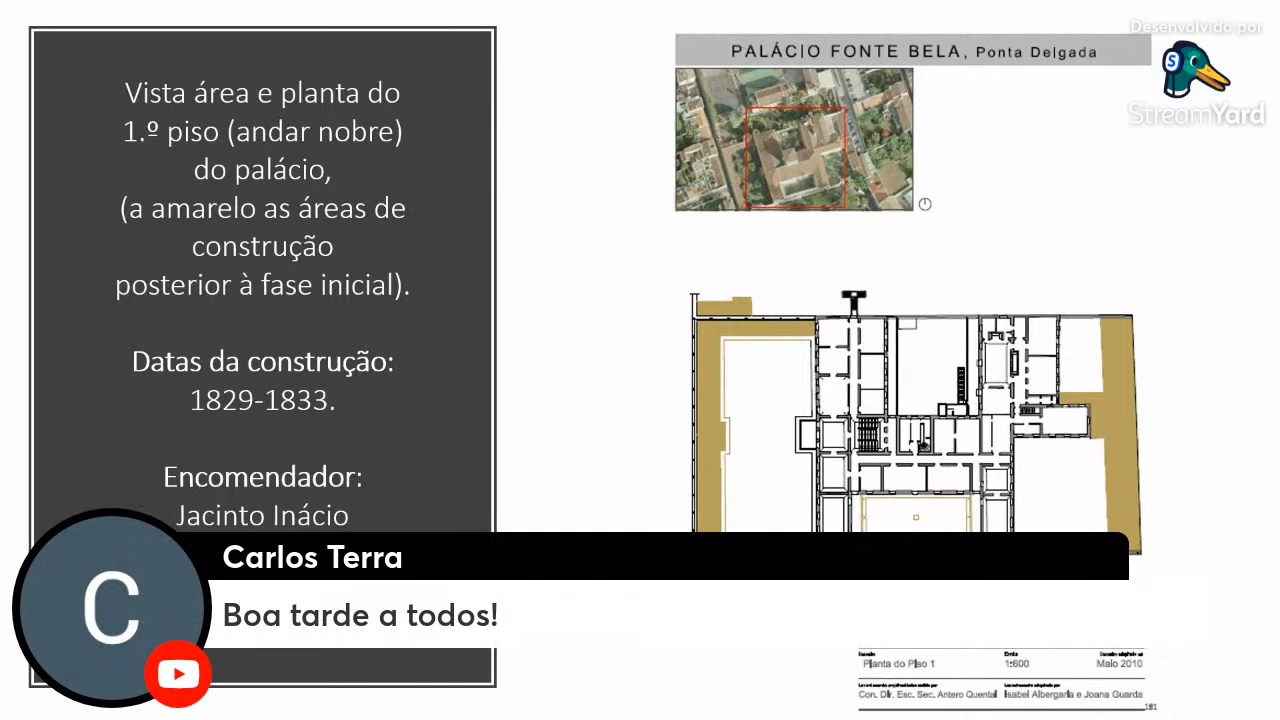 Vista área e planta do
1.º piso (andar nobre)
do palácio,
(a amarelo as áreas de
construção
posterior à fase inicial).
Datas da construção:
1829-1833.
Encomendador:
Jacinto Inácio
PALÁCIO FONTE BELA, Ponta Delgada
Desenvolvido por
S
StreamYard
C
Carlos Terra
Boa tarde a todos!
Planta do Piso 1
1:600
Maio 2010
Con. Dir. Esc. Sec. Antero Quental
Isabel Albergaria e Joana Guarda
181